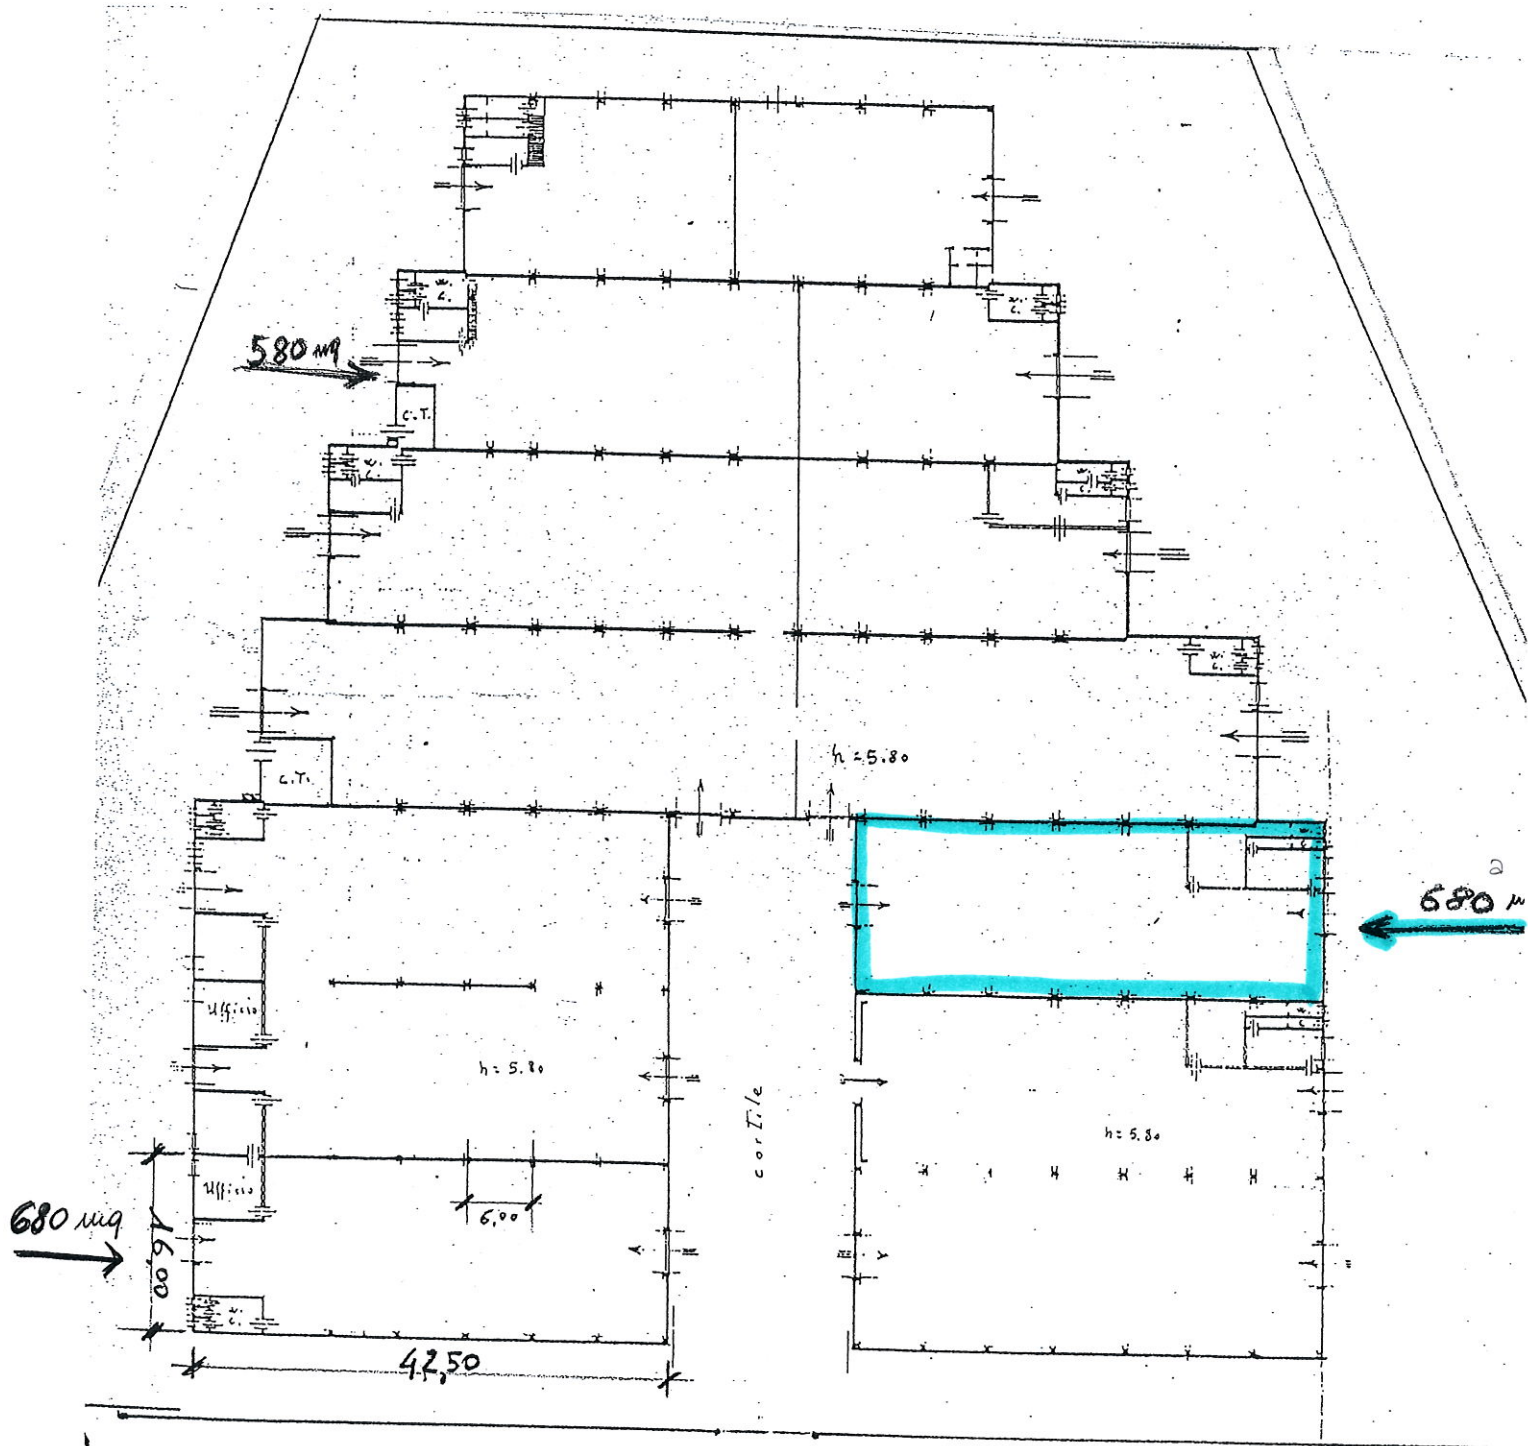 w.
c.
w.
c.
580 mq
C.T.
w.
c.
w.
c.
w.
c.
h=5.80
C.T.
680 m
Ufficio
h=5.80
cortile
h=5.80
Ufficio
6,00
680 mq
16,00
w.
c.
42,50